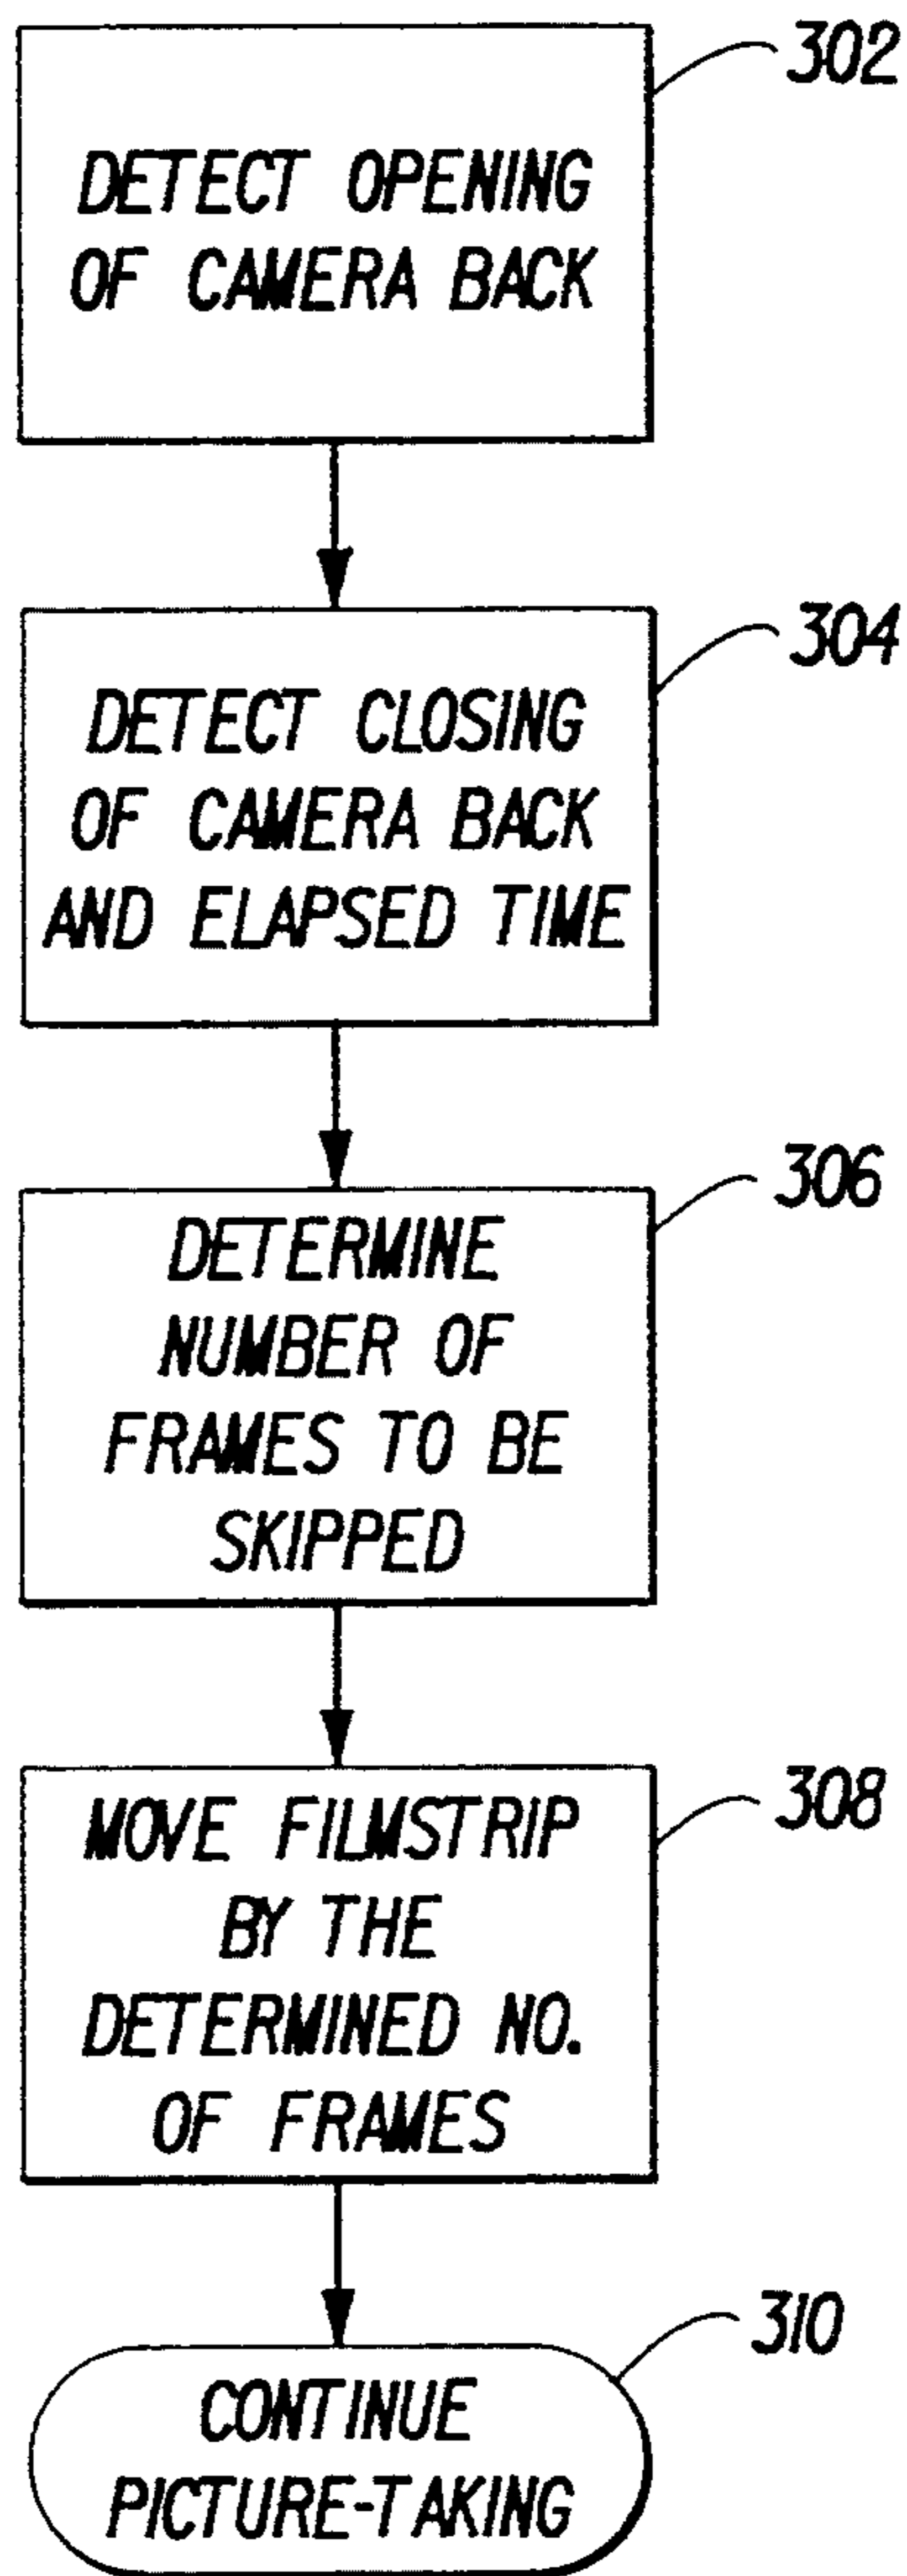 302
DETECT OPENING
OF CAMERA BACK
304
DETECT CLOSING
OF CAMERA BACK
AND ELAPSED TIME
306
DETERMINE
NUMBER OF
FRAMES TO BE
SKIPPED
308
MOVE FILMSTRIP
BY THE
DETERMINED NO.
OF FRAMES
310
CONTINUE
PICTURE-TAKING